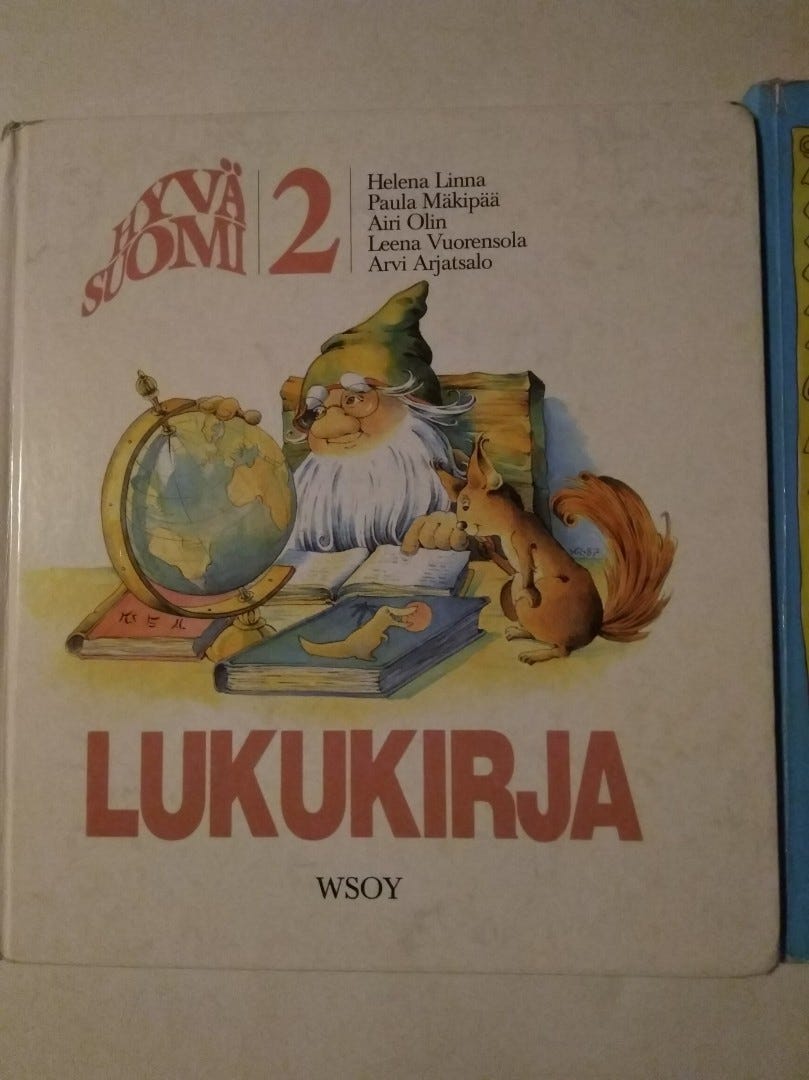 HYVÄ
SUOMI
2
Helena Linna
Paula Mäkipää
Airi Olin
Leena Vuorensola
Arvi Arjatsalo
LUKUKIRJA
WSOY